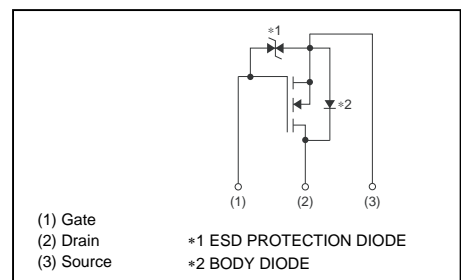 *1
*2
(1) (2) (3)
(1) Gate
(2) Drain
(3) Source
*1 ESD PROTECTION DIODE
*2 BODY DIODE